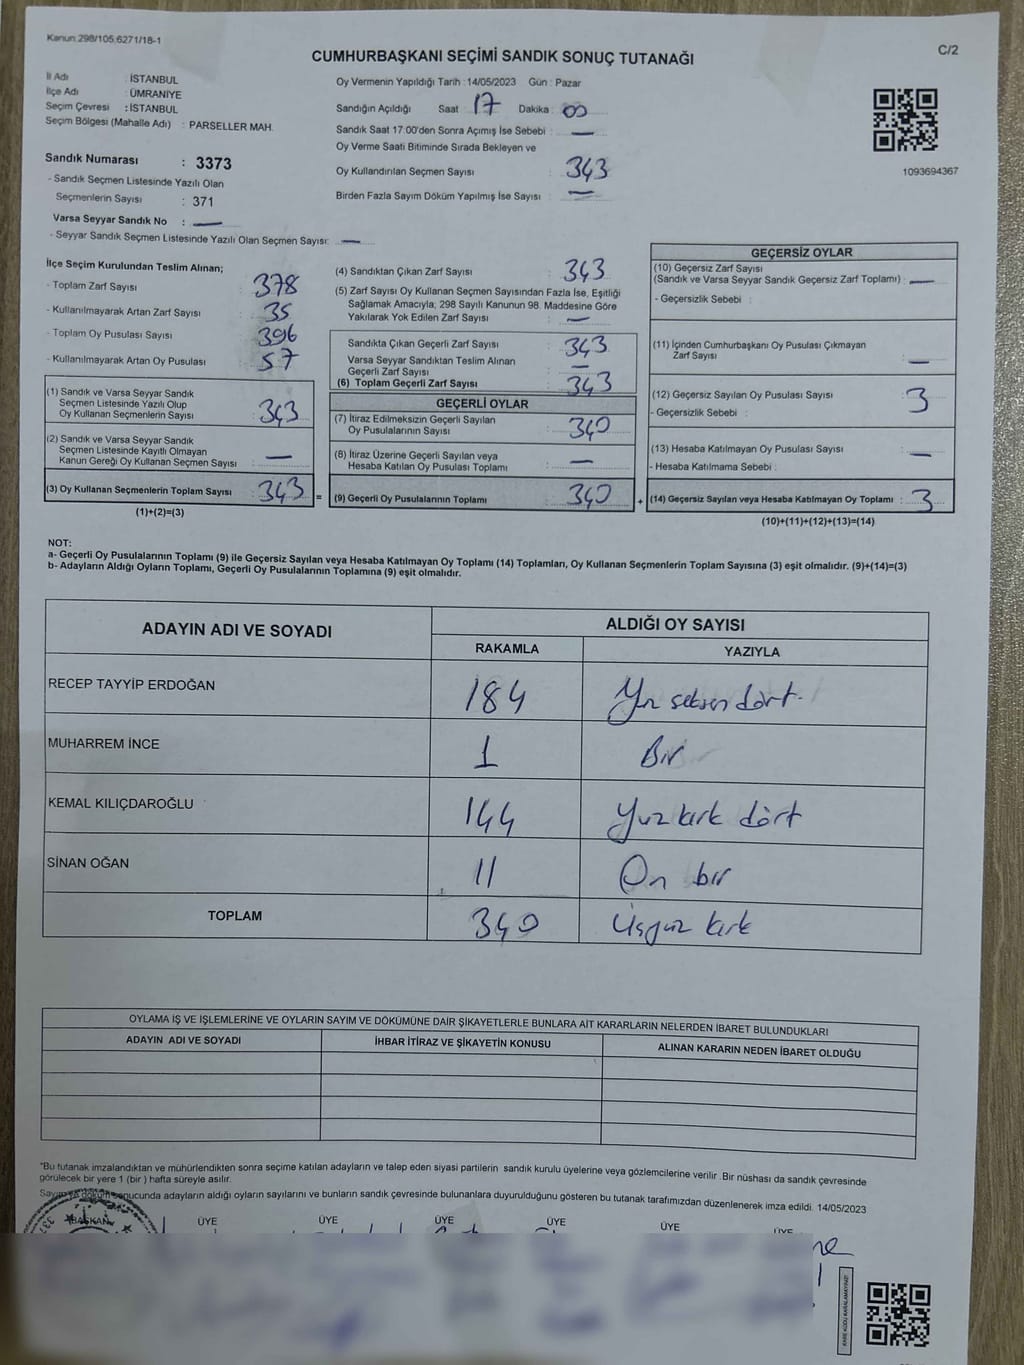 Kanun:298/105,6271/18-1
C/2
CUMHURBAŞKANI SEÇİMİ SANDIK SONUÇ TUTANAĞI
İl Adı : İSTANBUL
İlçe Adı : ÜMRANİYE
Seçim Çevresi : İSTANBUL
Seçim Bölgesi (Mahalle Adı) : PARSELLER MAH.
Sandık Numarası : 3373
- Sandık Seçmen Listesinde Yazılı Olan
Seçmenlerin Sayısı : 371
Varsa Seyyar Sandık No : —
- Seyyar Sandık Seçmen Listesinde Yazılı Olan Seçmen Sayısı: —
Oy Vermenin Yapıldığı Tarih : 14/05/2023 Gün : Pazar
Sandığın Açıldığı Saat : 17 Dakika : 00
Sandık Saat 17:00'den Sonra Açımış İse Sebebi : —
Oy Verme Saati Bitiminde Sırada Bekleyen ve
Oy Kullandırılan Seçmen Sayısı : 343
Birden Fazla Sayım Döküm Yapılmış İse Sayısı : —
1093694367
İlçe Seçim Kurulundan Teslim Alınan;
- Toplam Zarf Sayısı : 378
- Kullanılmayarak Artan Zarf Sayısı : 35
- Toplam Oy Pusulası Sayısı : 396
- Kullanılmayarak Artan Oy Pusulası : 57
(1) Sandık ve Varsa Seyyar Sandık
Seçmen Listesinde Yazılı Olup
Oy Kullanan Seçmenlerin Sayısı : 343
(2) Sandık ve Varsa Seyyar Sandık
Seçmen Listesinde Kayıtlı Olmayan
Kanun Gereği Oy Kullanan Seçmen Sayısı : —
(3) Oy Kullanan Seçmenlerin Toplam Sayısı : 343
(1)+(2)=(3)
(4) Sandıktan Çıkan Zarf Sayısı : 343
(5) Zarf Sayısı Oy Kullanan Seçmen Sayısından Fazla İse, Eşitliği
Sağlamak Amacıyla; 298 Sayılı Kanunun 98. Maddesine Göre
Yakılarak Yok Edilen Zarf Sayısı : —
Sandıkta Çıkan Geçerli Zarf Sayısı : 343
Varsa Seyyar Sandıktan Teslim Alınan
Geçerli Zarf Sayısı : —
(6) Toplam Geçerli Zarf Sayısı : 343
GEÇERLİ OYLAR
(7) İtiraz Edilmeksizin Geçerli Sayılan
Oy Pusulalarının Sayısı : 340
(8) İtiraz Üzerine Geçerli Sayılan veya
Hesaba Katılan Oy Pusulası Toplamı : —
= (9) Geçerli Oy Pusulalarının Toplamı : 340
GEÇERSİZ OYLAR
(10) Geçersiz Zarf Sayısı
(Sandık ve Varsa Seyyar Sandık Geçersiz Zarf Toplamı) : —
- Geçersizlik Sebebi :
(11) İçinden Cumhurbaşkanı Oy Pusulası Çıkmayan
Zarf Sayısı : —
(12) Geçersiz Sayılan Oy Pusulası Sayısı : 3
- Geçersizlik Sebebi :
(13) Hesaba Katılmayan Oy Pusulası Sayısı : —
- Hesaba Katılmama Sebebi :
+ (14) Geçersiz Sayılan veya Hesaba Katılmayan Oy Toplamı : 3
(10)+(11)+(12)+(13)=(14)
NOT:
a- Geçerli Oy Pusulalarının Toplamı (9) ile Geçersiz Sayılan veya Hesaba Katılmayan Oy Toplamı (14) Toplamları, Oy Kullanan Seçmenlerin Toplam Sayısına (3) eşit olmalıdır. (9)+(14)=(3)
b- Adayların Aldığı Oyların Toplamı, Geçerli Oy Pusulalarının Toplamına (9) eşit olmalıdır.
ADAYIN ADI VE SOYADI
ALDIĞI OY SAYISI
RAKAMLA YAZIYLA
RECEP TAYYİP ERDOĞAN 184 Yüz seksen dört
MUHARREM İNCE 1 Bir
KEMAL KILIÇDAROĞLU 144 Yüz kırk dört
SİNAN OĞAN 11 On bir
TOPLAM 340 Üçyüz kırk
OYLAMA İŞ VE İŞLEMLERİNE VE OYLARIN SAYIM VE DÖKÜMÜNE DAİR ŞİKAYETLERLE BUNLARA AİT KARARLARIN NELERDEN İBARET BULUNDUKLARI
ADAYIN ADI VE SOYADI İHBAR İTİRAZ VE ŞİKAYETİN KONUSU ALINAN KARARIN NEDEN İBARET OLDUĞU
*Bu tutanak imzalandıktan ve mühürlendikten sonra seçime katılan adayların ve talep eden siyasi partilerin sandık kurulu üyelerine veya gözlemcilerine verilir .Bir nüshası da sandık çevresinde
görülecek bir yere 1 (bir ) hafta süreyle asılır.
Sayım ve döküm sonucunda adayların aldığı oyların sayılarını ve bunların sandık çevresinde bulunanlara duyurulduğunu gösteren bu tutanak tarafımızdan düzenlenerek imza edildi. 14/05/2023
BAŞKAN ÜYE ÜYE ÜYE ÜYE ÜYE ÜYE